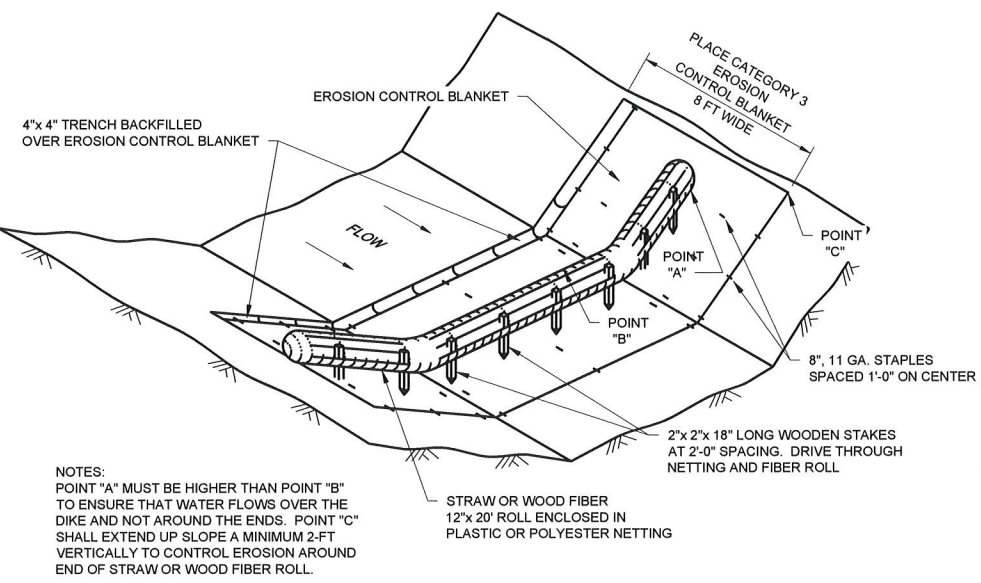 PLACE CATEGORY 3
EROSION
CONTROL BLANKET
8 FT WIDE
EROSION CONTROL BLANKET
4"x 4" TRENCH BACKFILLED
OVER EROSION CONTROL BLANKET
FLOW
POINT
"C"
POINT
"A"
POINT
"B"
8", 11 GA. STAPLES
SPACED 1'-0" ON CENTER
2"x 2"x 18" LONG WOODEN STAKES
AT 2'-0" SPACING.  DRIVE THROUGH
NETTING AND FIBER ROLL
STRAW OR WOOD FIBER
12"x 20' ROLL ENCLOSED IN
PLASTIC OR POLYESTER NETTING
NOTES:
POINT "A" MUST BE HIGHER THAN POINT "B"
TO ENSURE THAT WATER FLOWS OVER THE
DIKE AND NOT AROUND THE ENDS.  POINT "C"
SHALL EXTEND UP SLOPE A MINIMUM 2-FT
VERTICALLY TO CONTROL EROSION AROUND
END OF STRAW OR WOOD FIBER ROLL.